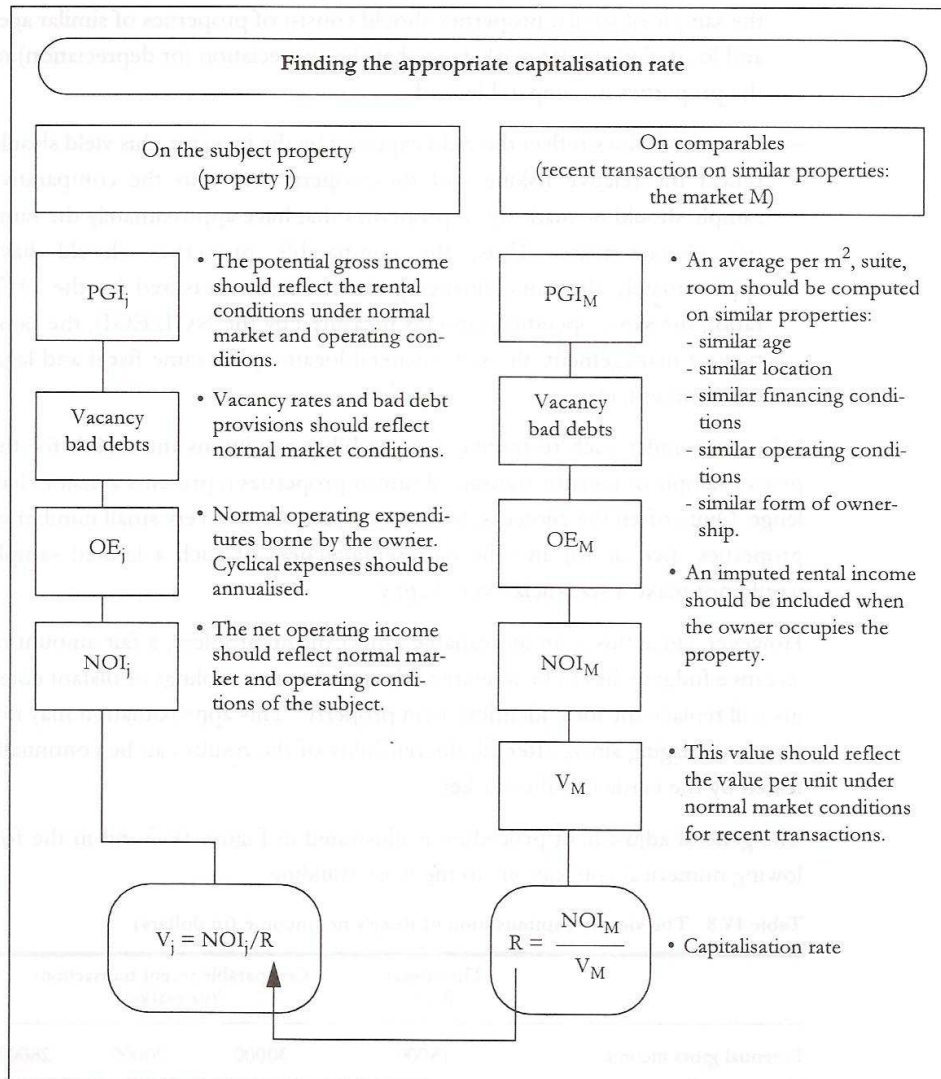 Finding the appropriate capitalisation rate
On the subject property
(property j)
On comparables
(recent transaction on similar properties:
the market M)
PGIj
• The potential gross income
should reflect the rental
conditions under normal
market and operating condi-
tions.
Vacancy
bad debts
• Vacancy rates and bad debt
provisions should reflect
normal market conditions.
OEj
• Normal operating expendi-
tures borne by the owner.
Cyclical expenses should be
annualised.
NOIj
• The net operating income
should reflect normal mar-
ket and operating condi-
tions of the subject.
Vj = NOIj/R
PGIM
• An average per m², suite,
room should be computed
on similar properties:
- similar age
- similar location
- similar financing condi-
tions
- similar operating condi-
tions
- similar form of owner-
ship.
Vacancy
bad debts
OEM
• An imputed rental income
should be included when
the owner occupies the
property.
NOIM
VM
• This value should reflect
the value per unit under
normal market conditions
for recent transactions.
R = NOIM
VM
• Capitalisation rate